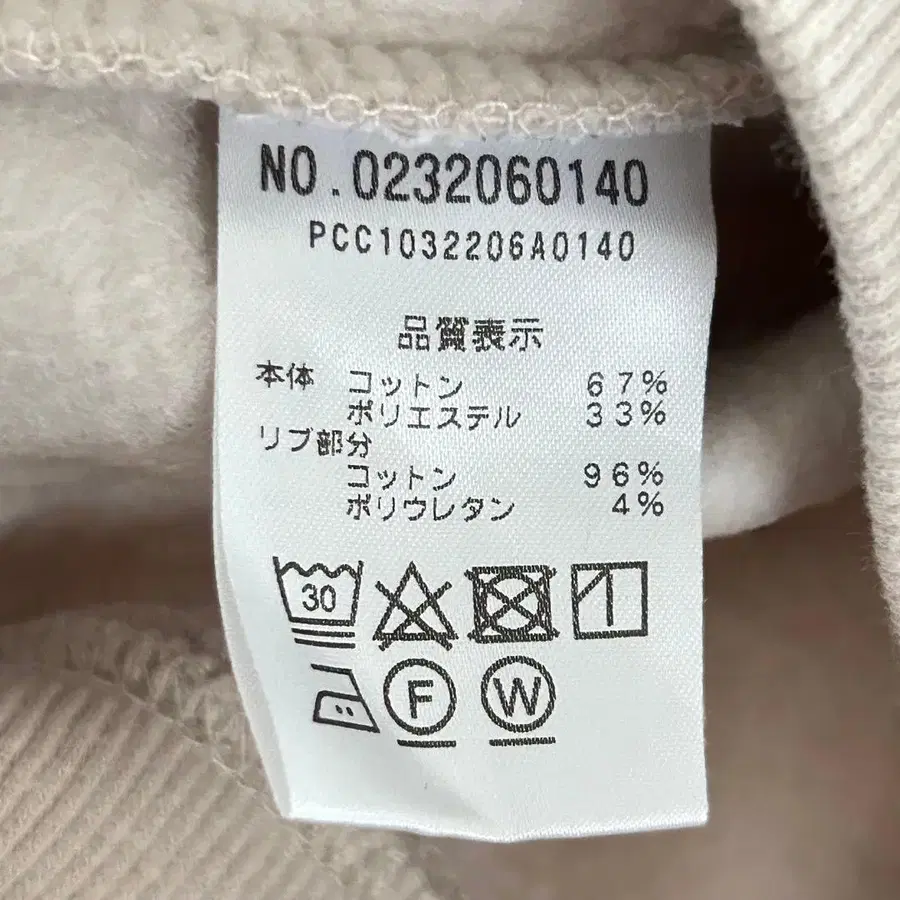 NO.0232060140
PCC1032206A0140
品質表示
本体 コットン 67%
ポリエステル 33%
リブ部分
コットン 96%
ポリウレタン 4%
30
F W